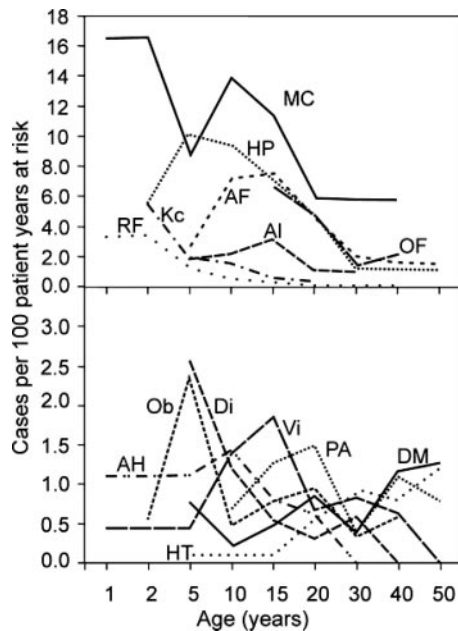 Cases per 100 patient years at risk
18
16
14
12
10
8
6.0
4.0
2.0
0.0
MC
HP
AF
Kc
RF
AI
OF
3.0
2.5
2.0
1.5
1.0
0.5
0.0
Ob
Di
Vi
AH
PA
DM
HT
1 2 5 10 15 20 30 40 50
Age (years)